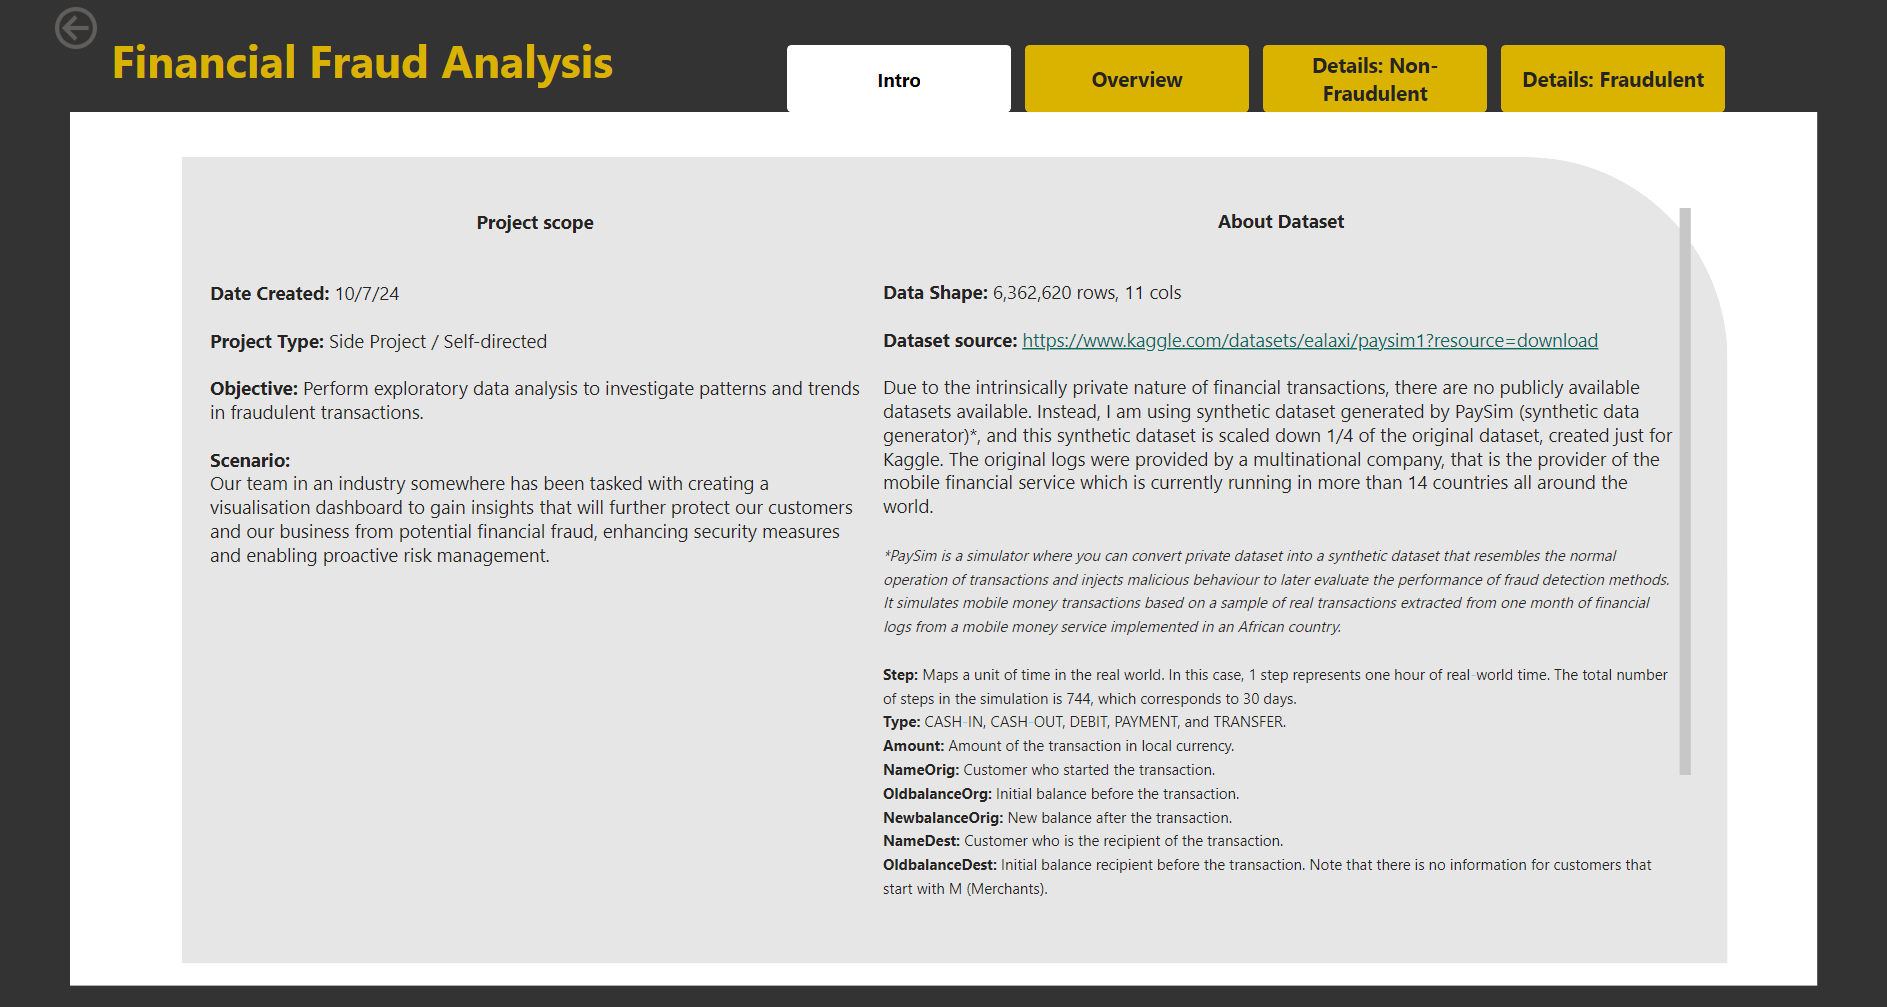 Financial Fraud Analysis
Intro
Overview
Details: Non-
Fraudulent
Details: Fraudulent
Project scope
Date Created: 10/7/24
Project Type: Side Project / Self-directed
Objective: Perform exploratory data analysis to investigate patterns and trends
in fraudulent transactions.
Scenario:
Our team in an industry somewhere has been tasked with creating a
visualisation dashboard to gain insights that will further protect our customers
and our business from potential financial fraud, enhancing security measures
and enabling proactive risk management.
About Dataset
Data Shape: 6,362,620 rows, 11 cols
Dataset source: https://www.kaggle.com/datasets/ealaxi/paysim1?resource=download
Due to the intrinsically private nature of financial transactions, there are no publicly available
datasets available. Instead, I am using synthetic dataset generated by PaySim (synthetic data
generator)*, and this synthetic dataset is scaled down 1/4 of the original dataset, created just for
Kaggle. The original logs were provided by a multinational company, that is the provider of the
mobile financial service which is currently running in more than 14 countries all around the
world.
*PaySim is a simulator where you can convert private dataset into a synthetic dataset that resembles the normal
operation of transactions and injects malicious behaviour to later evaluate the performance of fraud detection methods.
It simulates mobile money transactions based on a sample of real transactions extracted from one month of financial
logs from a mobile money service implemented in an African country.
Step: Maps a unit of time in the real world. In this case, 1 step represents one hour of real-world time. The total number
of steps in the simulation is 744, which corresponds to 30 days.
Type: CASH-IN, CASH-OUT, DEBIT, PAYMENT, and TRANSFER.
Amount: Amount of the transaction in local currency.
NameOrig: Customer who started the transaction.
OldbalanceOrg: Initial balance before the transaction.
NewbalanceOrig: New balance after the transaction.
NameDest: Customer who is the recipient of the transaction.
OldbalanceDest: Initial balance recipient before the transaction. Note that there is no information for customers that
start with M (Merchants).